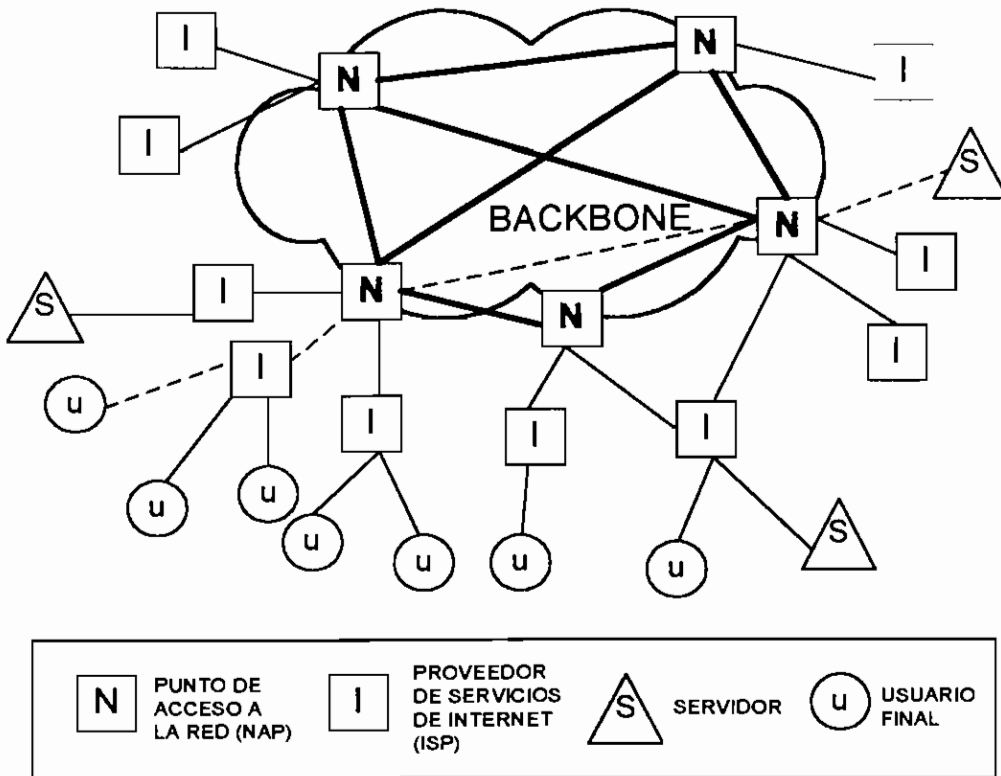 I
N
N
I
I
S
BACKBONE
N
I
S
I
N
N
I
I
u
I
I
I
u
u
u
u
u
u
S
N
PUNTO DE
ACCESO A
LA RED (NAP)
I
PROVEEDOR
DE SERVICIOS
DE INTERNET
(ISP)
S
SERVIDOR
u
USUARIO
FINAL